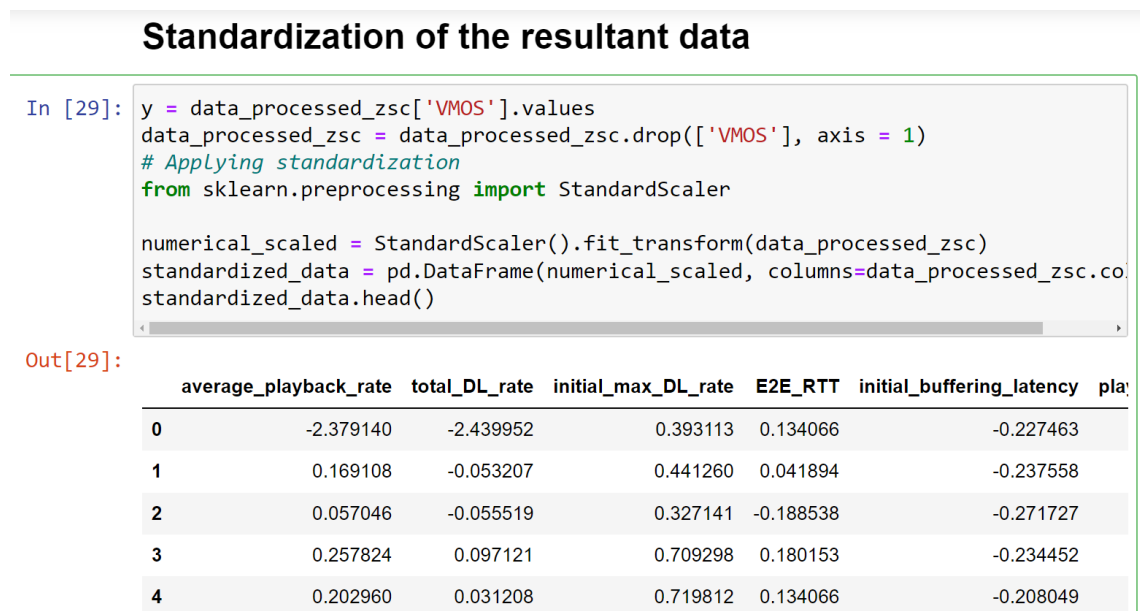 Standardization of the resultant data
In [29]: y = data_processed_zsc['VMOS'].values
data_processed_zsc = data_processed_zsc.drop(['VMOS'], axis = 1)
# Applying standardization
from sklearn.preprocessing import StandardScaler
numerical_scaled = StandardScaler().fit_transform(data_processed_zsc)
standardized_data = pd.DataFrame(numerical_scaled, columns=data_processed_zsc.co
standardized_data.head()
Out[29]:
average_playback_rate total_DL_rate initial_max_DL_rate E2E_RTT initial_buffering_latency
0 -2.379140 -2.439952 0.393113 0.134066 -0.227463
1 0.169108 -0.053207 0.441260 0.041894 -0.237558
2 0.057046 -0.055519 0.327141 -0.188538 -0.271727
3 0.257824 0.097121 0.709298 0.180153 -0.234452
4 0.202960 0.031208 0.719812 0.134066 -0.208049